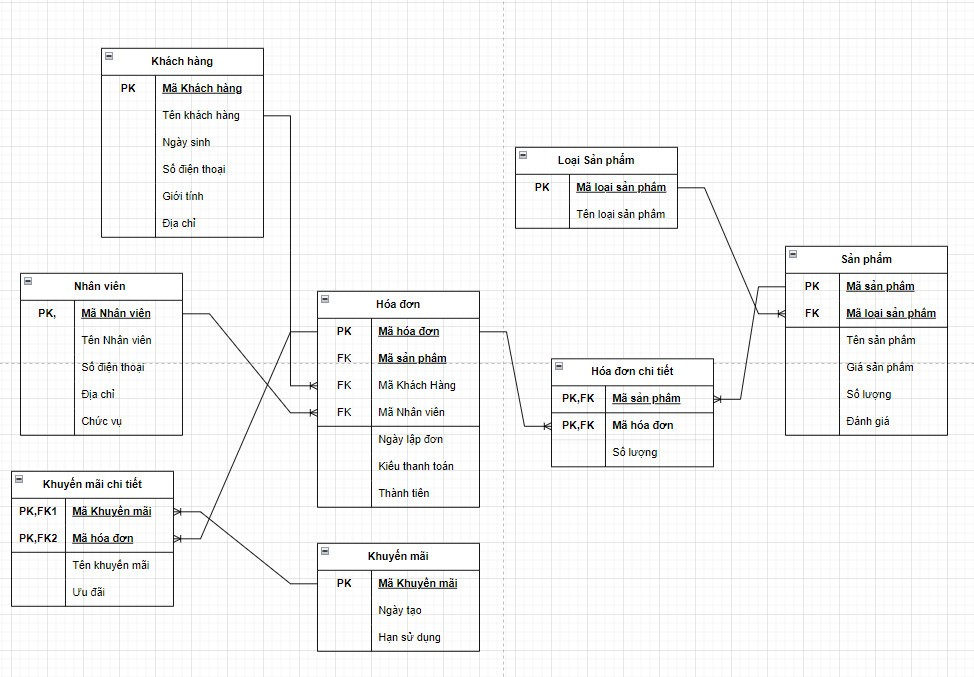 Khách hàng
PK Mã Khách hàng
Tên khách hàng
Ngày sinh
Số điện thoại
Giới tính
Địa chỉ
Loại Sản phẩm
PK Mã loại sản phẩm
Tên loại sản phẩm
Sản phẩm
PK Mã sản phẩm
FK Mã loại sản phẩm
Tên sản phẩm
Giá sản phẩm
Số lượng
Đánh giá
Nhân viên
PK, Mã Nhân viên
Tên Nhân viên
Số điện thoại
Địa chỉ
Chức vụ
Hóa đơn
PK Mã hóa đơn
FK Mã sản phẩm
FK Mã Khách Hàng
FK Mã Nhân viên
Ngày lập đơn
Kiểu thanh toán
Thành tiền
Hóa đơn chi tiết
PK,FK Mã sản phẩm
PK,FK Mã hóa đơn
Số lượng
Khuyến mãi chi tiết
PK,FK1 Mã Khuyến mãi
PK,FK2 Mã hóa đơn
Tên khuyến mãi
Ưu đãi
Khuyến mãi
PK Mã Khuyến mãi
Ngày tạo
Hạn sử dụng